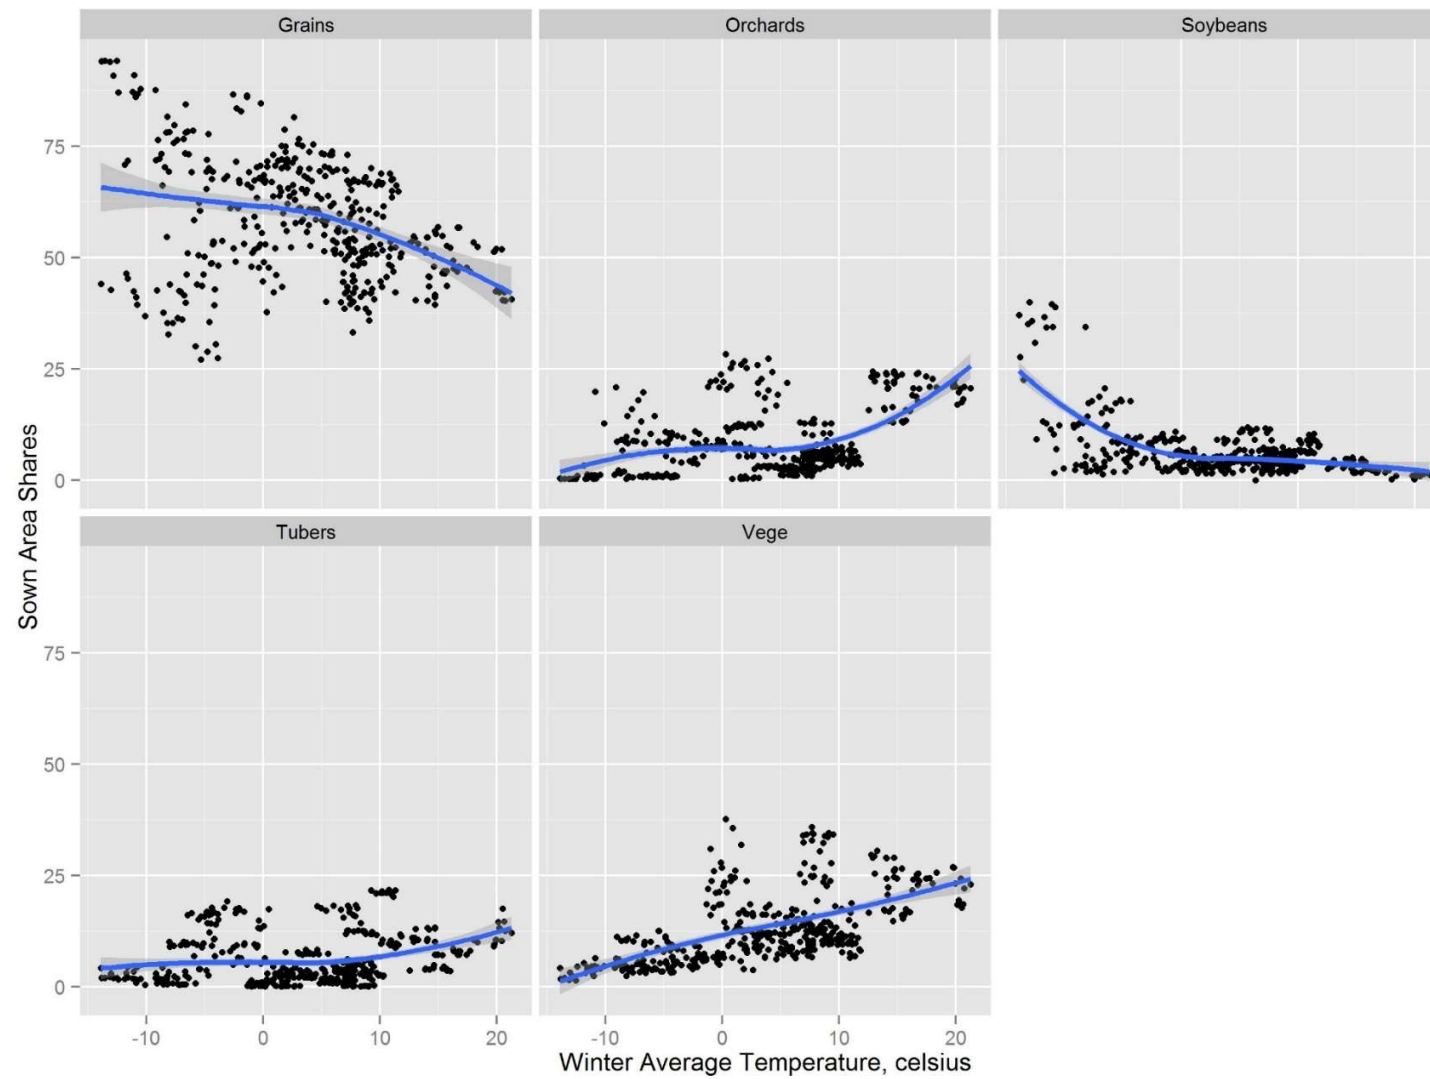 Grains Orchards Soybeans
75
50
25
0
Sown Area Shares
Tubers Vege
75
50
25
0
-10 0 10 20 -10 0 10 20
Winter Average Temperature, celsius